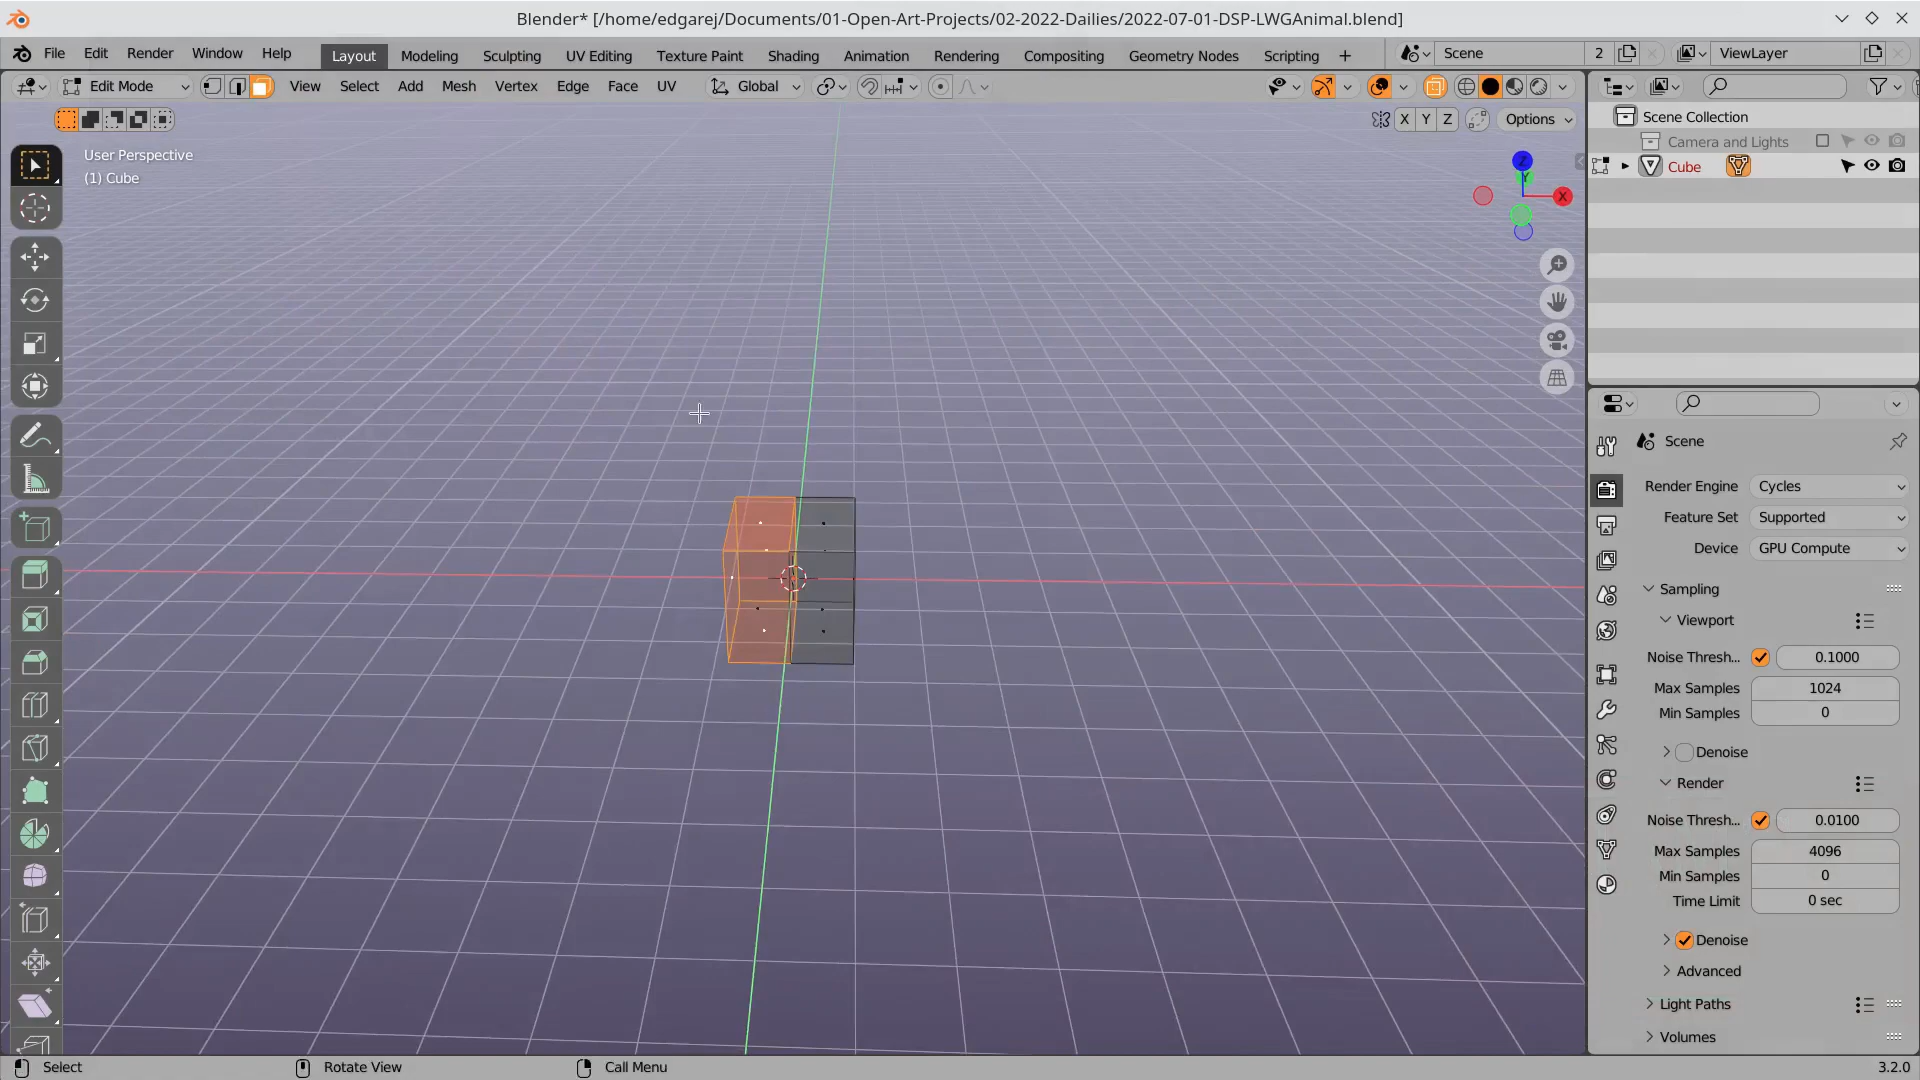 Blender* [/home/edgarej/Documents/01-Open-Art-Projects/02-2022-Dailies/2022-07-01-DSP-LWGAnimal.blend]
File Edit Render Window Help Layout Modeling Sculpting UV Editing Texture Paint Shading Animation Rendering Compositing Geometry Nodes Scripting + Scene 2 ViewLayer
Edit Mode View Select Add Mesh Vertex Edge Face UV Global
X Y Z Options
Scene Collection
Camera and Lights
Cube
User Perspective
(1) Cube
Z
Y
X
Scene
Render Engine Cycles
Feature Set Supported
Device GPU Compute
Sampling
Viewport
Noise Thresh... 0.1000
Max Samples 1024
Min Samples 0
Denoise
Render
Noise Thresh... 0.0100
Max Samples 4096
Min Samples 0
Time Limit 0 sec
Denoise
Advanced
Light Paths
Volumes
Select Rotate View Call Menu 3.2.0